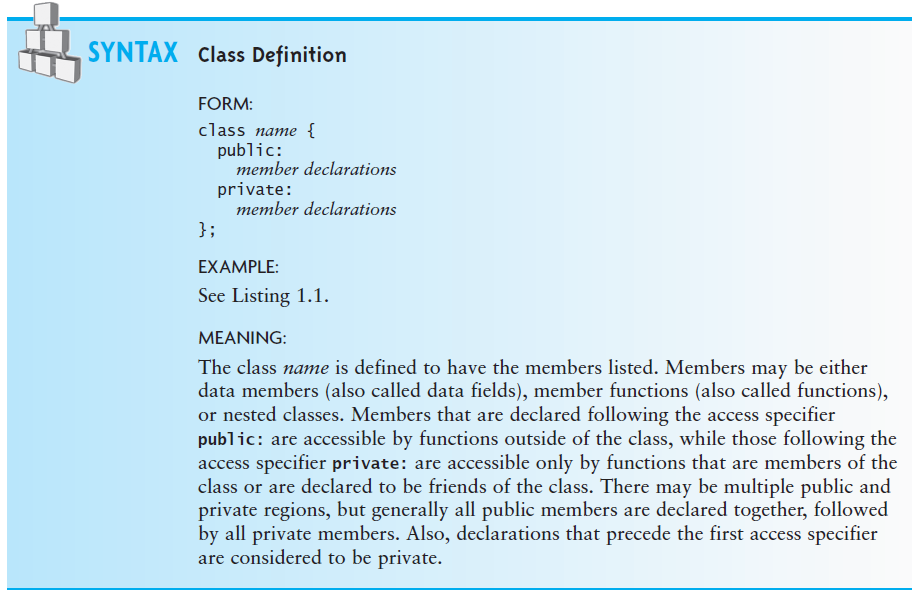 SYNTAX Class Definition
FORM:
class name {
public:
member declarations
private:
member declarations
};
EXAMPLE:
See Listing 1.1.
MEANING:
The class name is defined to have the members listed. Members may be either
data members (also called data fields), member functions (also called functions),
or nested classes. Members that are declared following the access specifier
public: are accessible by functions outside of the class, while those following the
access specifier private: are accessible only by functions that are members of the
class or are declared to be friends of the class. There may be multiple public and
private regions, but generally all public members are declared together, followed
by all private members. Also, declarations that precede the first access specifier
are considered to be private.